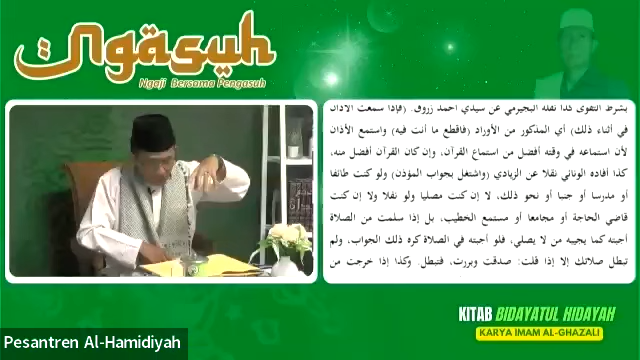 Ngasuh
Ngaji Bersama Pengasuh
بشرط التقوى كذا نقله البجيرمي عن سيدي أحمد زروق. (فإذا سمعت الأذان
في أثناء ذلك) أي المذكور من الأوراد (فاقطع ما أنت فيه) واستمع الأذان
لأن استماعه في وقته أفضل من استماع القرآن، وإن كان القرآن أفضل منه،
كذا أفاده الونائي نقلا عن الزيادي (واشتغل بجواب المؤذن) ولو كنت طائفا
أو مدرسا أو جنبا أو نحو ذلك، لا إن كنت مصليا ولو نفلا ولا إن كنت
قاضي الحاجة أو مجامعا أو مستمع الخطيب، بل إذا سلمت من الصلاة
أجبته كما يجيبه من لا يصلي، فلو أجبته في الصلاة كره ذلك الجواب، ولم
تبطل صلاتك إلا إذا قلت: صدقت وبررت، فتبطل. وكذا إذا خرجت من
KITAB BIDAYATUL HIDAYAH
KARYA IMAM AL-GHAZALI
Pesantren Al-Hamidiyah